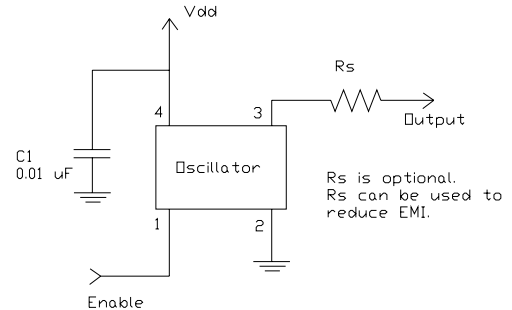 Vdd
Rs
4
3
Output
C1
0.01 uF
Oscillator
Rs is optional.
Rs can be used to
reduce EMI.
1
2
Enable